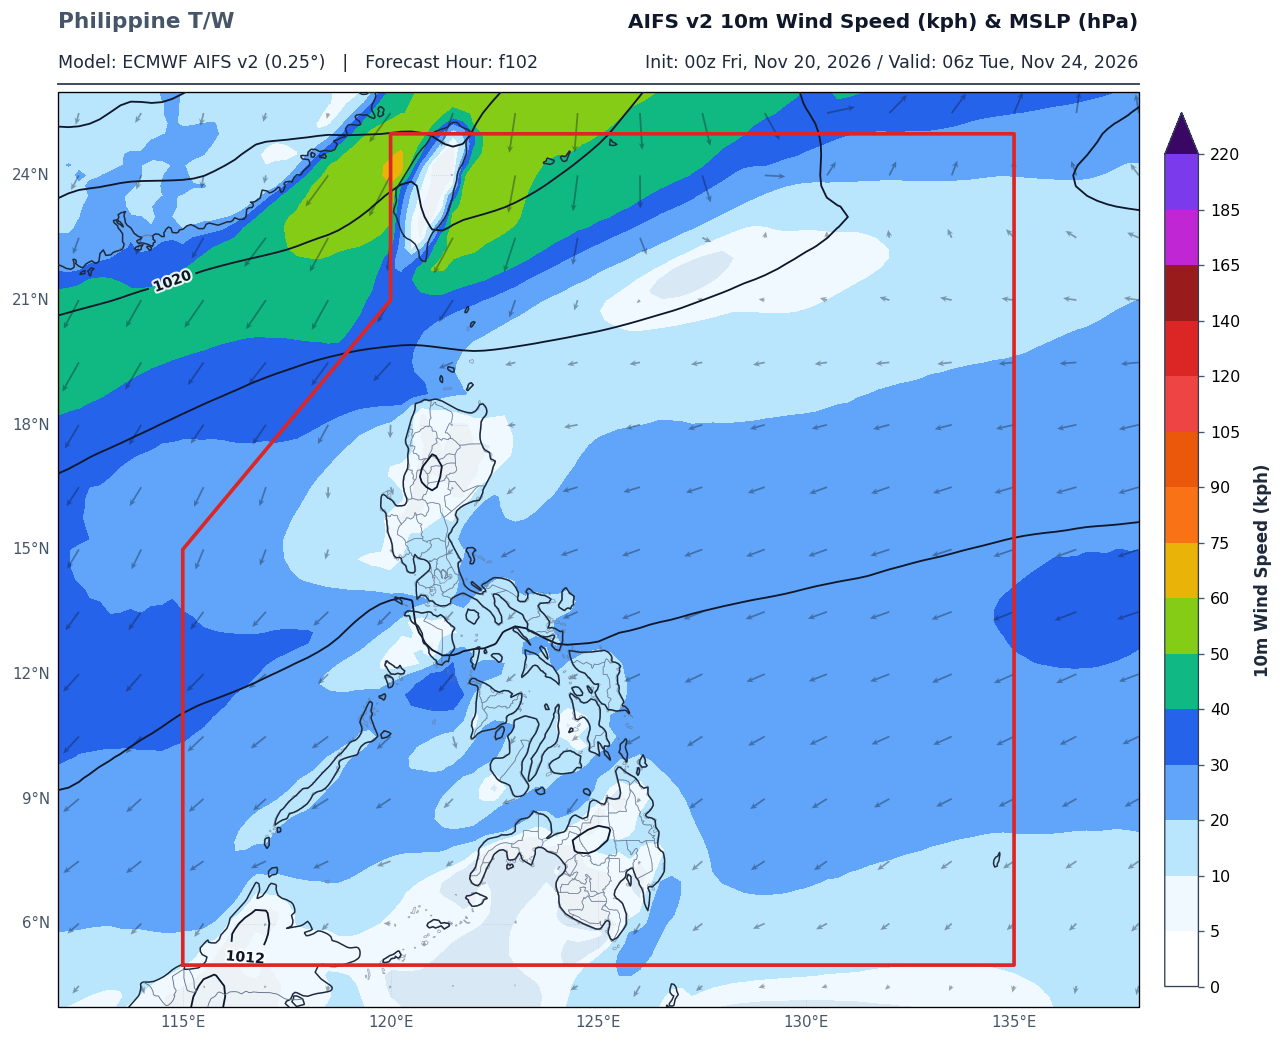 Philippine T/W
AIFS v2 10m Wind Speed (kph) & MSLP (hPa)
Model: ECMWF AIFS v2 (0.25°) | Forecast Hour: f102
Init: 00z Fri, Nov 20, 2026 / Valid: 06z Tue, Nov 24, 2026
24°N
21°N
18°N
15°N
12°N
9°N
6°N
1020
1012
115°E
120°E
125°E
130°E
135°E
220
185
165
140
120
105
90
75
60
50
40
30
20
10
5
0
10m Wind Speed (kph)